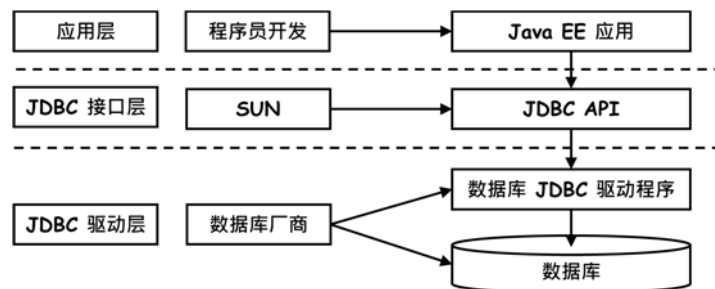 应用层 程序员开发 Java EE 应用
JDBC 接口层 SUN JDBC API
数据库 JDBC 驱动程序
JDBC 驱动层 数据库厂商
数据库